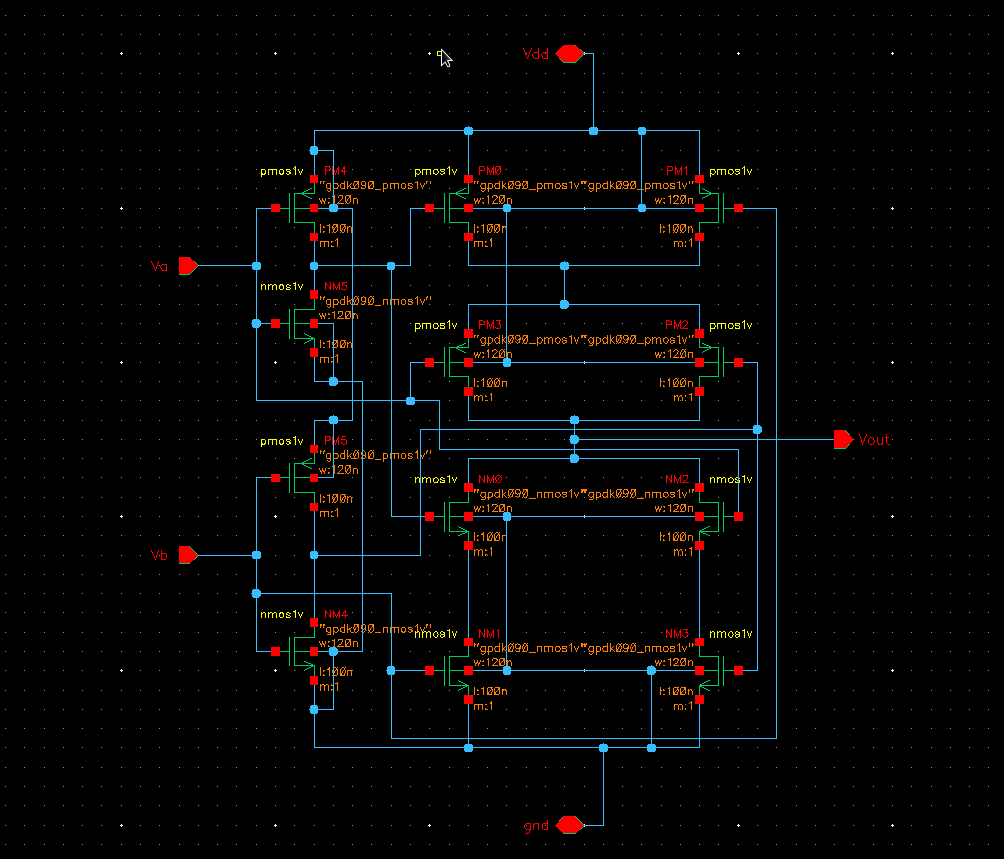 Vdd
pmos1v PM4 pmos1v PM0 PM1 pmos1v
"gpdk090_pmos1v" "gpdk090_pmos1v" "gpdk090_pmos1v"
w:120n w:120n w:120n
l:100n l:100n l:100n
m:1 m:1 m:1
Va
nmos1v NM5
"gpdk090_nmos1v"
w:120n
l:100n
m:1
pmos1v PM3 PM2 pmos1v
"gpdk090_pmos1v" "gpdk090_pmos1v"
w:120n w:120n
l:100n l:100n
m:1 m:1
pmos1v PM5
"gpdk090_pmos1v"
w:120n
l:100n
m:1
Vout
nmos1v NM0 NM2 nmos1v
"gpdk090_nmos1v" "gpdk090_nmos1v"
w:120n w:120n
l:100n l:100n
m:1 m:1
Vb
nmos1v NM4
"gpdk090_nmos1v"
w:120n
l:100n
m:1
nmos1v NM1 NM3 nmos1v
"gpdk090_nmos1v" "gpdk090_nmos1v"
w:120n w:120n
l:100n l:100n
m:1 m:1
gnd